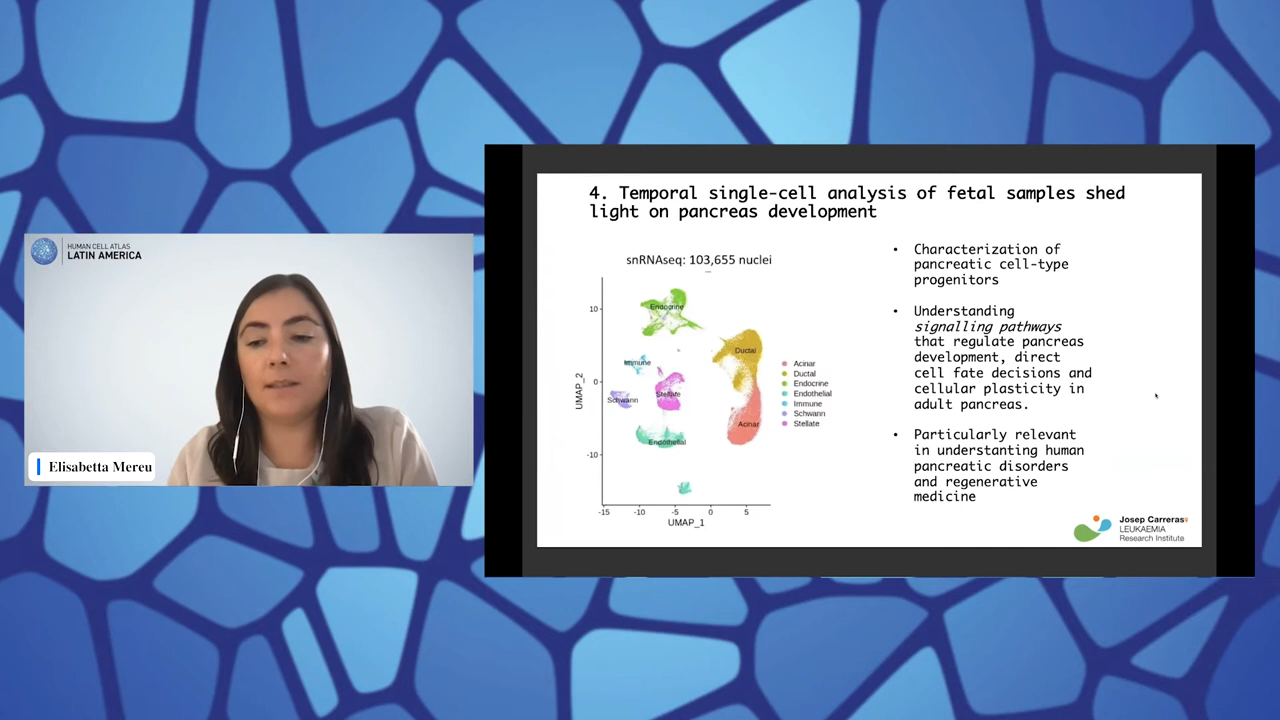 HUMAN CELL ATLAS
LATIN AMERICA
Elisabetta Mereu
4. Temporal single-cell analysis of fetal samples shed
light on pancreas development
snRNAseq: 103,655 nuclei
Endocrine
Immune
Ductal
Schwann
Stellate
Acinar
Endothelial
10
0
-10
UMAP_2
-15
-10
-5
0
5
UMAP_1
Acinar
Ductal
Endocrine
Endothelial
Immune
Schwann
Stellate
• Characterization of
pancreatic cell-type
progenitors
• Understanding
signalling pathways
that regulate pancreas
development, direct
cell fate decisions and
cellular plasticity in
adult pancreas.
• Particularly relevant
in understanting human
pancreatic disorders
and regenerative
medicine
Josep Carreras
LEUKAEMIA
Research Institute